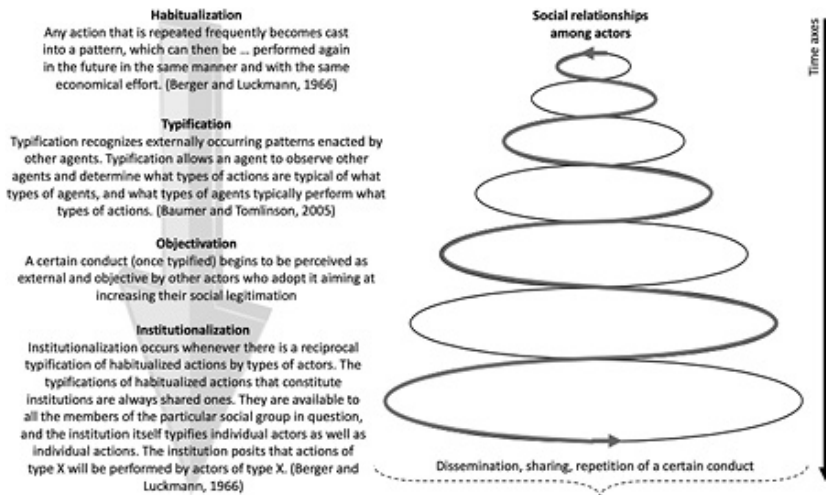 Habitualization
Any action that is repeated frequently becomes cast
into a pattern, which can then be ... performed again
in the future in the same manner and with the same
economical effort. (Berger and Luckmann, 1966)
Typification
Typification recognizes externally occurring patterns enacted by
other agents. Typification allows an agent to observe other
agents and determine what types of actions are typical of what
types of agents, and what types of agents typically perform what
types of actions. (Baumer and Tomlinson, 2005)
Objectivation
A certain conduct (once typified) begins to be perceived as
external and objective by other actors who adopt it aiming at
increasing their social legitimation
Institutionalization
Institutionalization occurs whenever there is a reciprocal
typification of habitualized actions by types of actors. The
typifications of habitualized actions that constitute
institutions are always shared ones. They are available to
all the members of the particular social group in question,
and the institution itself typifies individual actors as well as
individual actions. The institution posits that actions of
type X will be performed by actors of type X. (Berger and
Luckmann, 1966)
Social relationships
among actors
Time axes
Dissemination, sharing, repetition of a certain conduct